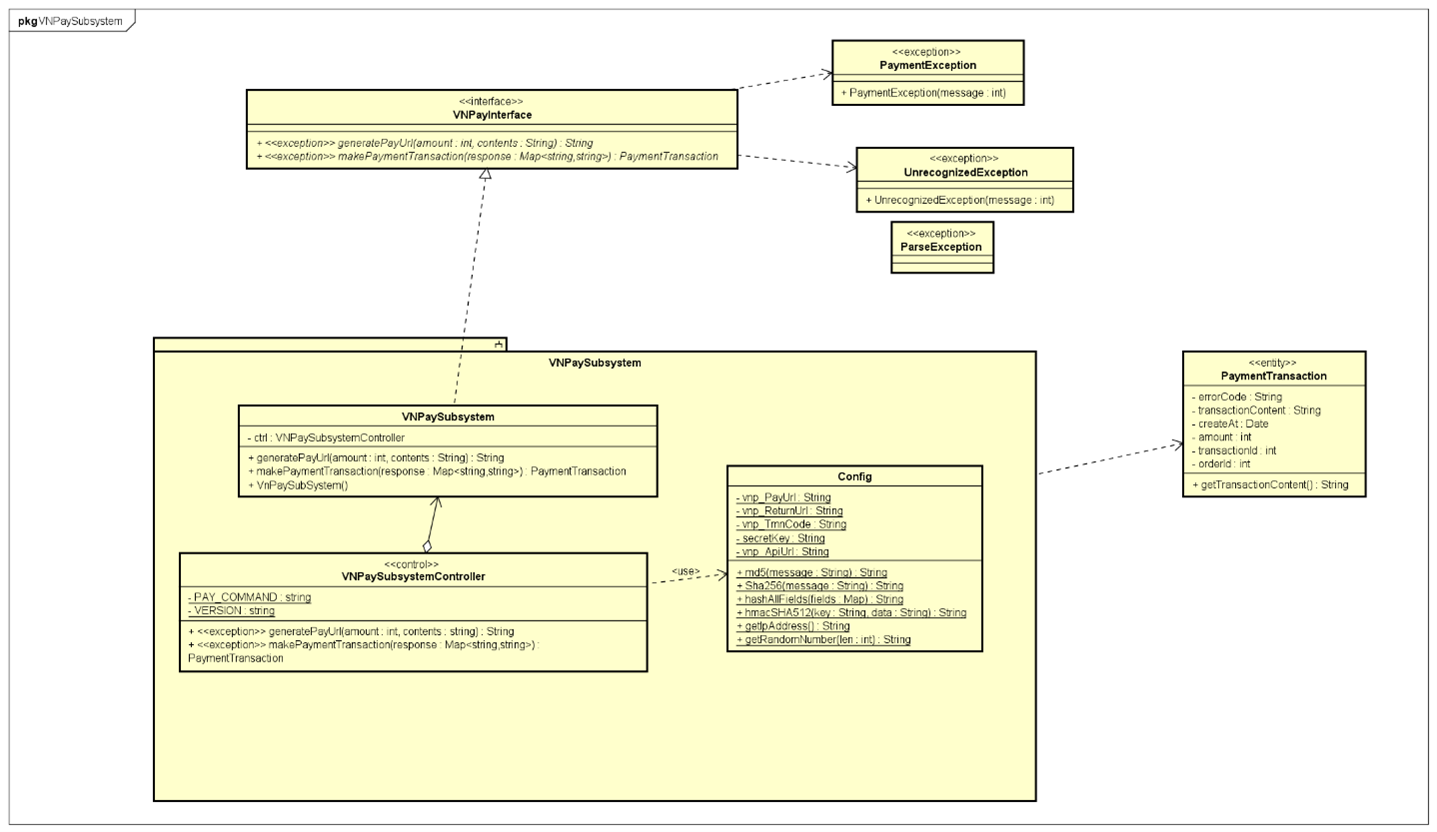 pkg VNPaySubsystem
<<exception>>
PaymentException
+ PaymentException(message : int)
<<interface>>
VNPayInterface
+ <<exception>> generatePayUrl(amount : int, contents : String) : String
+ <<exception>> makePaymentTransaction(response : Map<string,string>) : PaymentTransaction
<<exception>>
UnrecognizedException
+ UnrecognizedException(message : int)
<<exception>>
ParseException
VNPaySubsystem
VNPaySubsystem
- ctrl : VNPaySubsystemController
+ generatePayUrl(amount : int, contents : String) : String
+ makePaymentTransaction(response : Map<string,string>) : PaymentTransaction
+ VnPaySubSystem()
<<entity>>
PaymentTransaction
- errorCode : String
- transactionContent : String
- createAt : Date
- amount : int
- transactionId : int
- orderId : int
+ getTransactionContent() : String
Config
- vnp_PayUrl : String
- vnp_ReturnUrl : String
- vnp_TmnCode : String
- secretKey : String
- vnp_ApiUrl : String
+ md5(message : String) : String
+ Sha256(message : String) : String
+ hashAllFields(fields : Map) : String
+ hmacSHA512(key : String, data : String) : String
+ getIpAddress() : String
+ getRandomNumber(len : int) : String
<use>
<<control>>
VNPaySubsystemController
- PAY_COMMAND : string
- VERSION : string
+ <<exception>> generatePayUrl(amount : int, contents : string) : String
+ <<exception>> makePaymentTransaction(response : Map<string,string>) :
PaymentTransaction